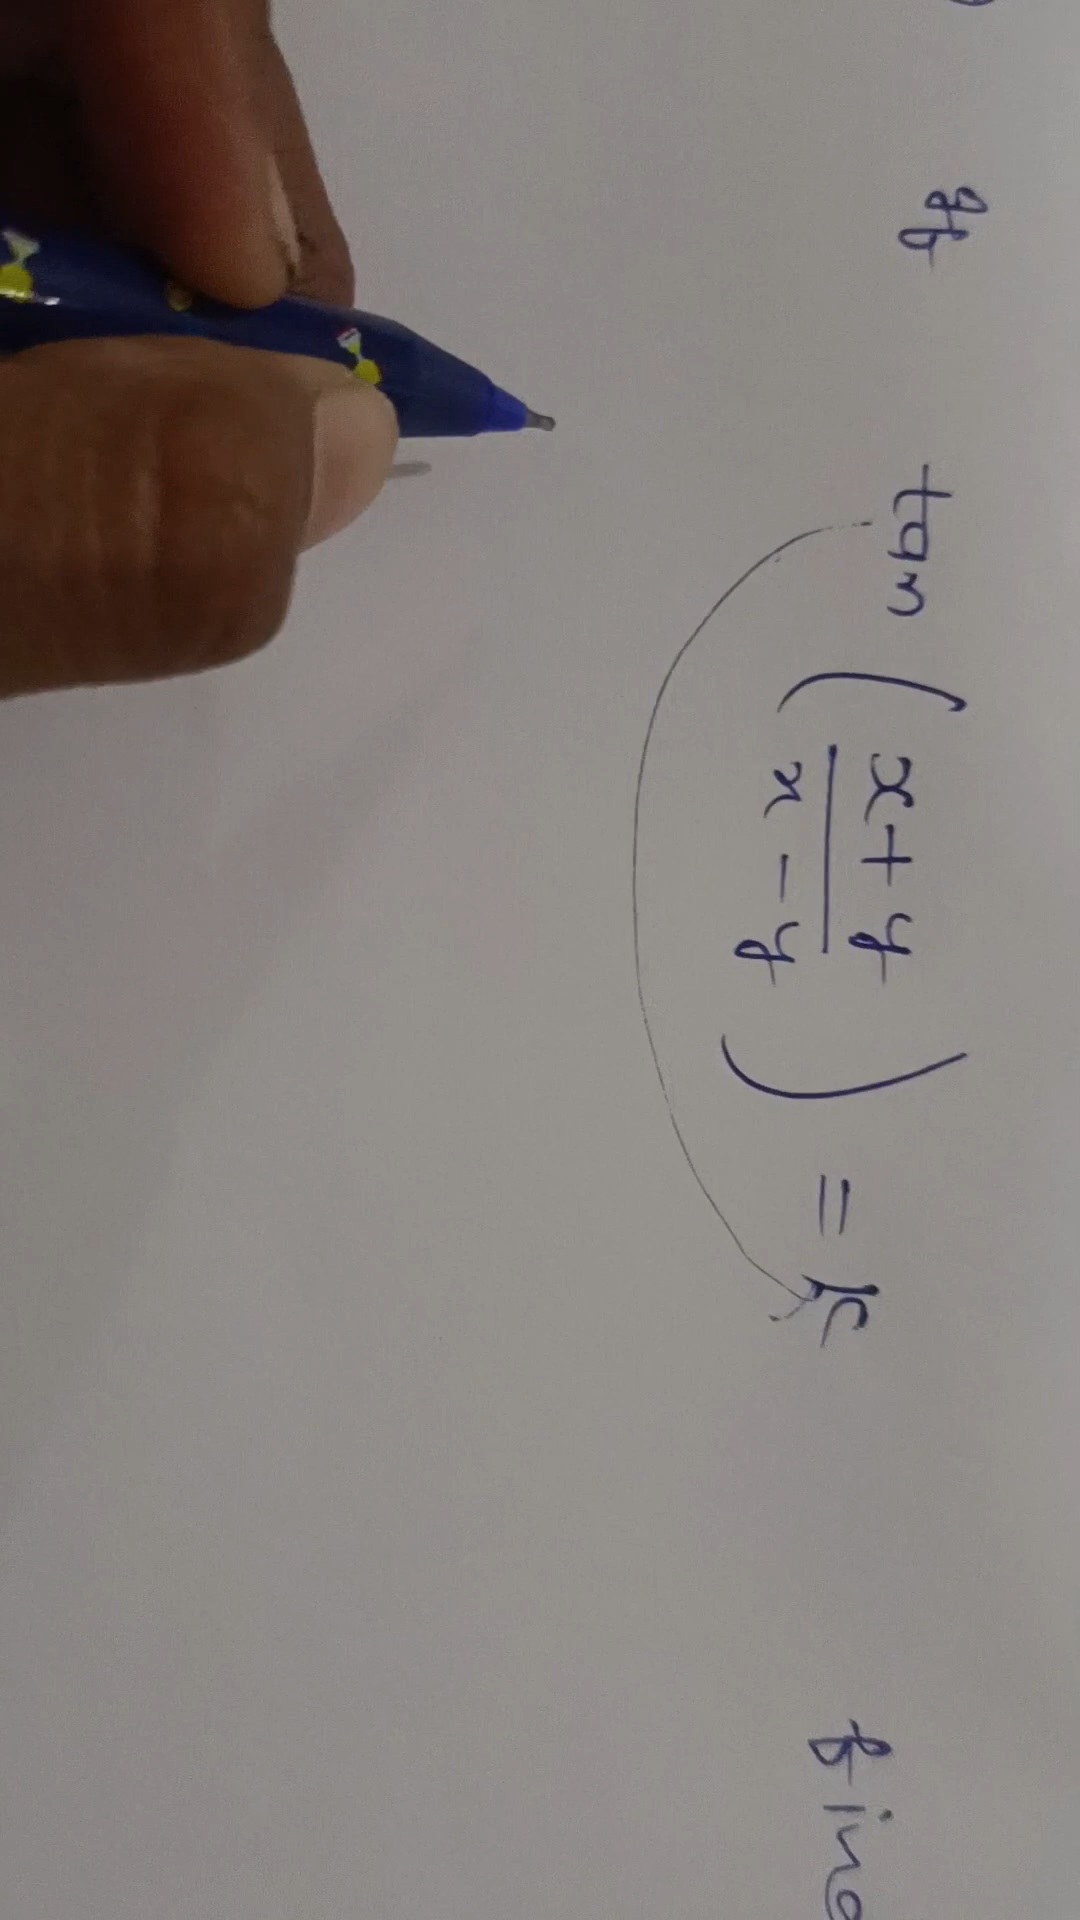 If tan ( x+y / x-y ) = k find